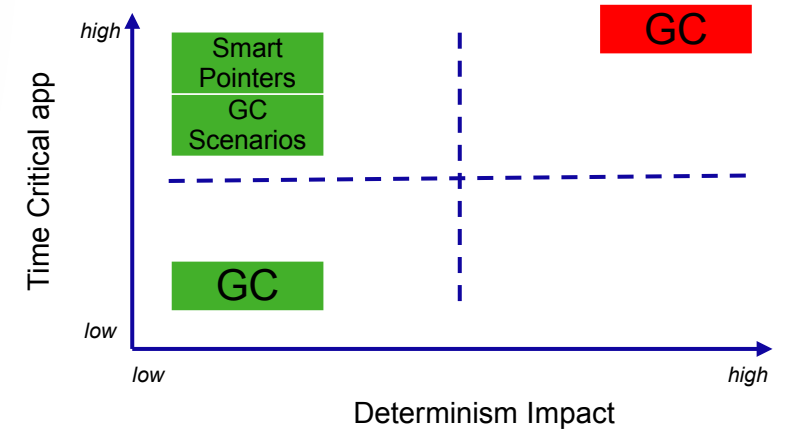 high
Smart
Pointers
GC
Scenarios
GC
Time Critical app
GC
low
low
high
Determinism Impact